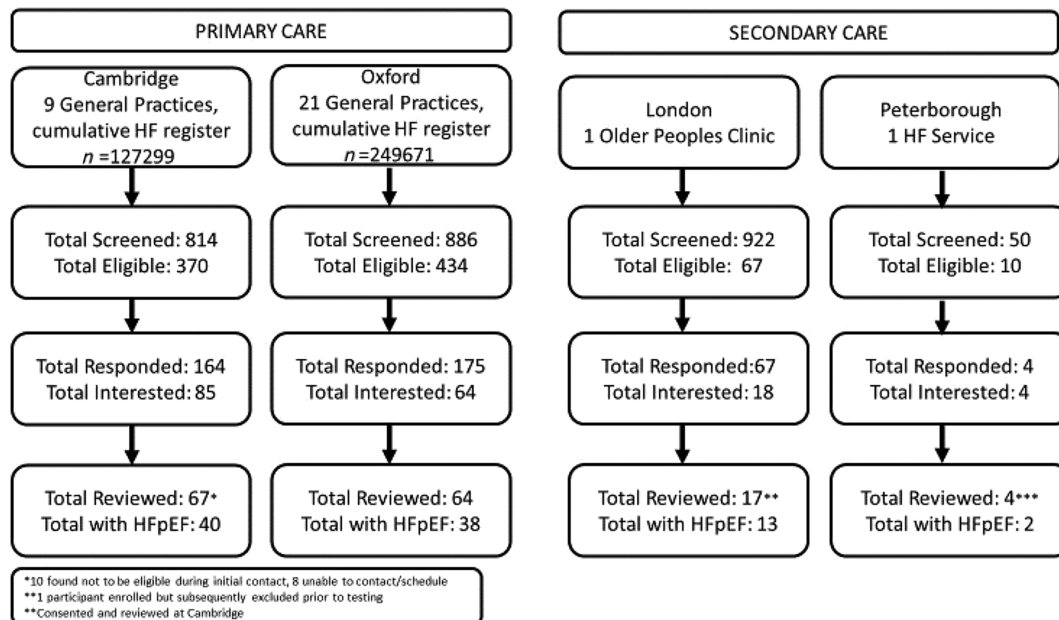 PRIMARY CARE
Cambridge
9 General Practices,
cumulative HF register
n =127299
Total Screened: 814
Total Eligible: 370
Total Responded: 164
Total Interested: 85
Total Reviewed: 67*
Total with HFpEF: 40
Oxford
21 General Practices,
cumulative HF register
n =249671
Total Screened: 886
Total Eligible: 434
Total Responded: 175
Total Interested: 64
Total Reviewed: 64
Total with HFpEF: 38
*10 found not to be eligible during initial contact, 8 unable to contact/schedule
**1 participant enrolled but subsequently excluded prior to testing
**Consented and reviewed at Cambridge
SECONDARY CARE
London
1 Older Peoples Clinic
Total Screened: 922
Total Eligible: 67
Total Responded:67
Total Interested: 18
Total Reviewed: 17**
Total with HFpEF: 13
Peterborough
1 HF Service
Total Screened: 50
Total Eligible: 10
Total Responded: 4
Total Interested: 4
Total Reviewed: 4***
Total with HFpEF: 2